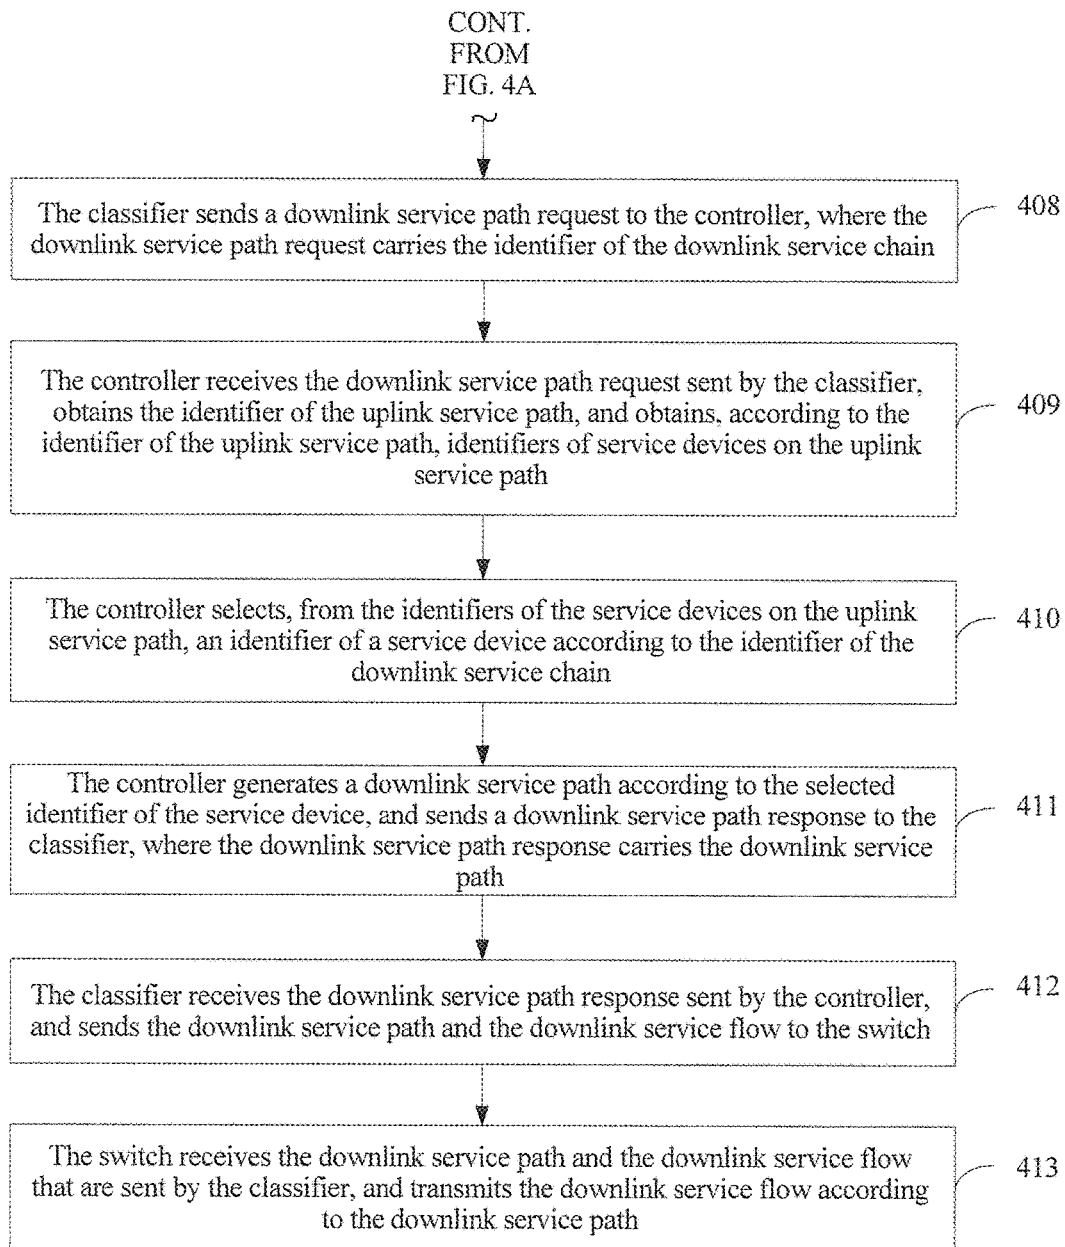 CONT.
FROM
FIG. 4A
The classifier sends a downlink service path request to the controller, where the
downlink service path request carries the identifier of the downlink service chain
408
The controller receives the downlink service path request sent by the classifier,
obtains the identifier of the uplink service path, and obtains, according to the
identifier of the uplink service path, identifiers of service devices on the uplink
service path
409
The controller selects, from the identifiers of the service devices on the uplink
service path, an identifier of a service device according to the identifier of the
downlink service chain
410
The controller generates a downlink service path according to the selected
identifier of the service device, and sends a downlink service path response to the
classifier, where the downlink service path response carries the downlink service
path
411
The classifier receives the downlink service path response sent by the controller,
and sends the downlink service path and the downlink service flow to the switch
412
The switch receives the downlink service path and the downlink service flow
that are sent by the classifier, and transmits the downlink service flow according
to the downlink service path
413